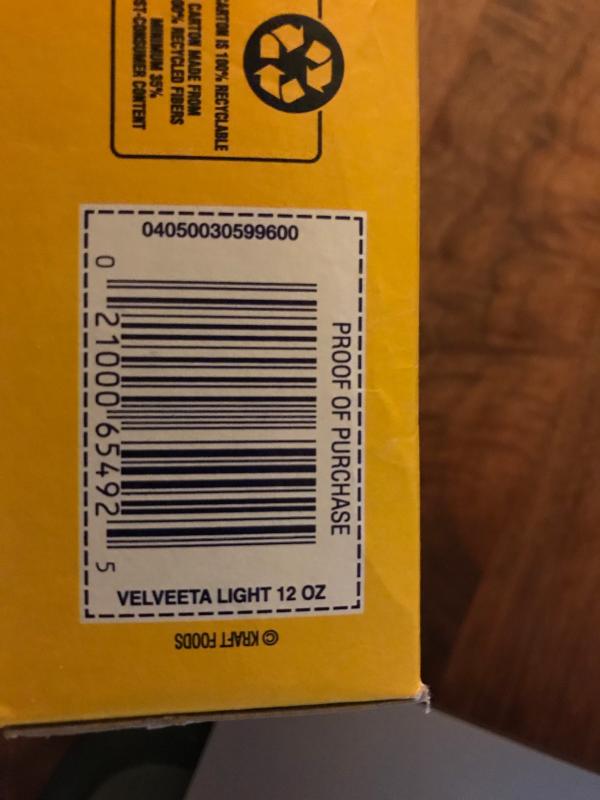 CARTON IS 100% RECYCLABLE
CARTON MADE FROM
100% RECYCLED FIBERS
MINIMUM 35%
POST-CONSUMER CONTENT
04050030599600
PROOF OF PURCHASE
0 21000 65492 5
VELVEETA LIGHT 12 OZ
© KRAFT FOODS